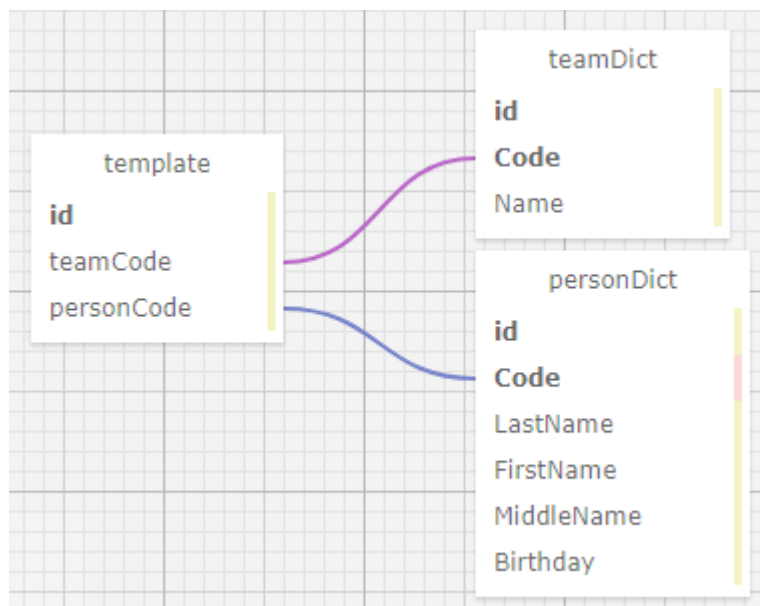 template
id
teamCode
personCode
teamDict
id
Code
Name
personDict
id
Code
LastName
FirstName
MiddleName
Birthday